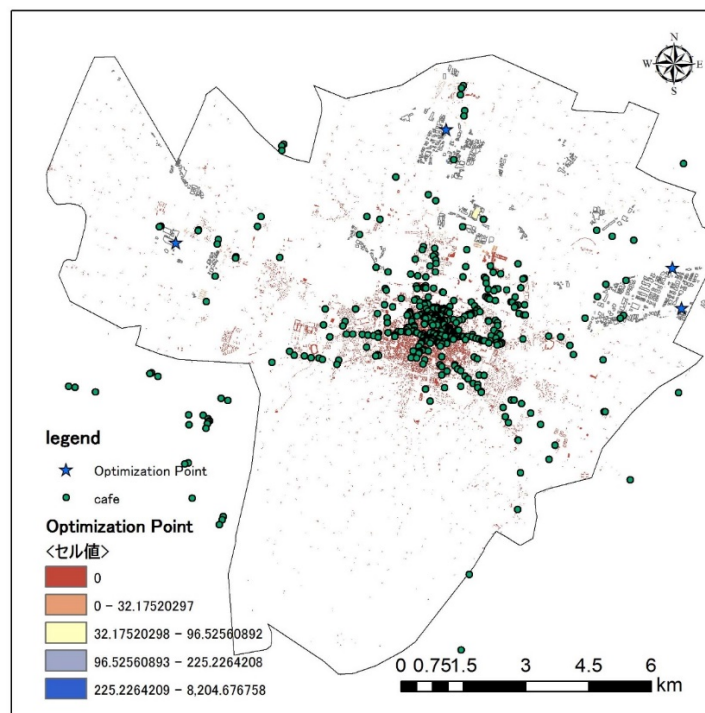 N
W E
S
legend
Optimization Point
cafe
Optimization Point
<セル値>
0
0 - 32.17520297
32.17520298 - 96.52560892
96.52560893 - 225.2264208
225.2264209 - 8,204.676758
0 0.751.5 3 4.5 6
km